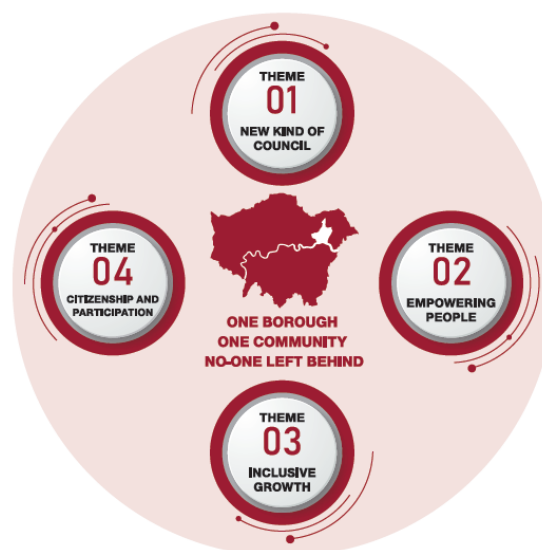 THEME
01
NEW KIND OF
COUNCIL
THEME
04
CITIZENSHIP AND
PARTICIPATION
THEME
02
EMPOWERING
PEOPLE
ONE BOROUGH
ONE COMMUNITY
NO-ONE LEFT BEHIND
THEME
03
INCLUSIVE
GROWTH